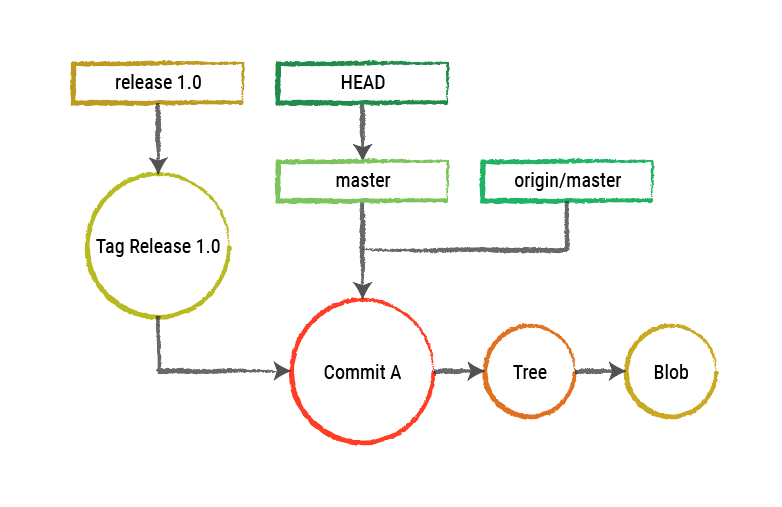 release 1.0
HEAD
master
origin/master
Tag Release 1.0
Commit A
Tree
Blob